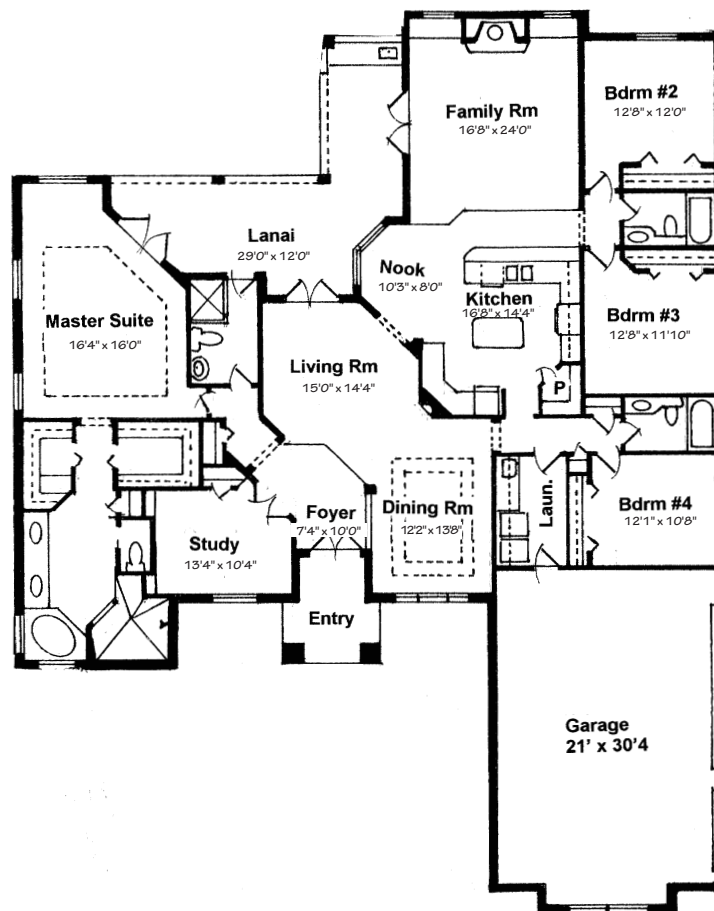 Family Rm
16'8" x 24'0"
Bdrm #2
12'8" x 12'0"
Lanai
29'0" x 12'0"
Nook
10'3" x 8'0"
Kitchen
16'8" x 14'4"
Bdrm #3
12'8" x 11'10"
Master Suite
16'4" x 16'0"
Living Rm
15'0" x 14'4"
P
Foyer
7'4" x 10'0"
Dining Rm
12'2" x 13'8"
Laun.
Bdrm #4
12'1" x 10'8"
Study
13'4" x 10'4"
Entry
Garage
21' x 30'4